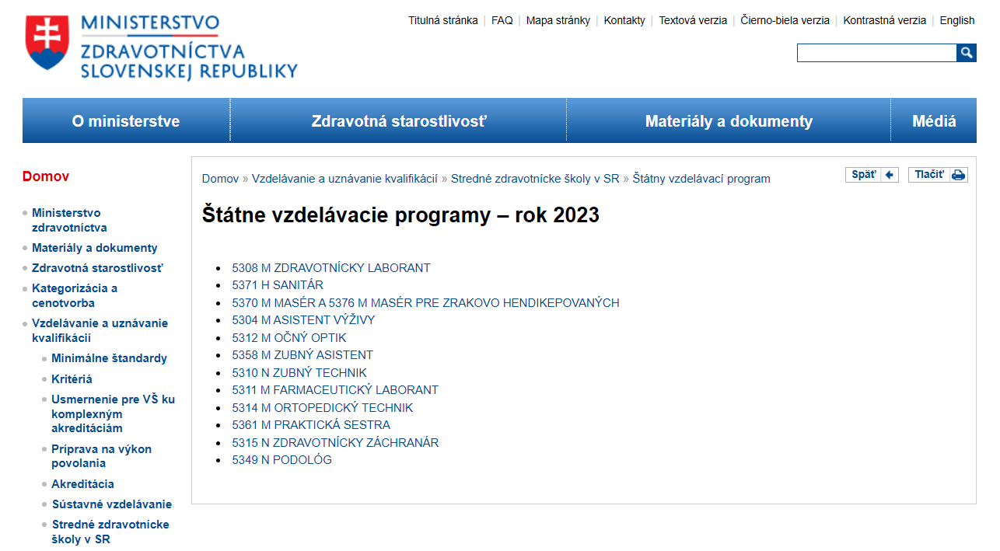 MINISTERSTVO
ZDRAVOTNÍCTVA
SLOVENSKEJ REPUBLIKY
Titulná stránka | FAQ | Mapa stránky | Kontakty | Textová verzia | Čierno-biela verzia | Kontrastná verzia | English
O ministerstve
Zdravotná starostlivosť
Materiály a dokumenty
Médiá
Domov
Ministerstvo
zdravotníctva
Materiály a dokumenty
Zdravotná starostlivosť
Kategorizácia a
cenotvorba
Vzdelávanie a uznávanie
kvalifikácií
Minimálne štandardy
Kritériá
Usmernenie pre VŠ ku
komplexným
akreditáciám
Príprava na výkon
povolania
Akreditácia
Sústavné vzdelávanie
Stredné zdravotnícke
školy v SR
Domov » Vzdelávanie a uznávanie kvalifikácií » Stredné zdravotnícke školy v SR » Štátny vzdelávací program
Späť
Tlačiť
Štátne vzdelávacie programy – rok 2023
5308 M ZDRAVOTNÍCKY LABORANT
5371 H SANITÁR
5370 M MASÉR A 5376 M MASÉR PRE ZRAKOVO HENDIKEPOVANÝCH
5304 M ASISTENT VÝŽIVY
5312 M OČNÝ OPTIK
5358 M ZUBNÝ ASISTENT
5310 N ZUBNÝ TECHNIK
5311 M FARMACEUTICKÝ LABORANT
5314 M ORTOPEDICKÝ TECHNIK
5361 M PRAKTICKÁ SESTRA
5315 N ZDRAVOTNÍCKY ZÁCHRANÁR
5349 N PODOLÓG